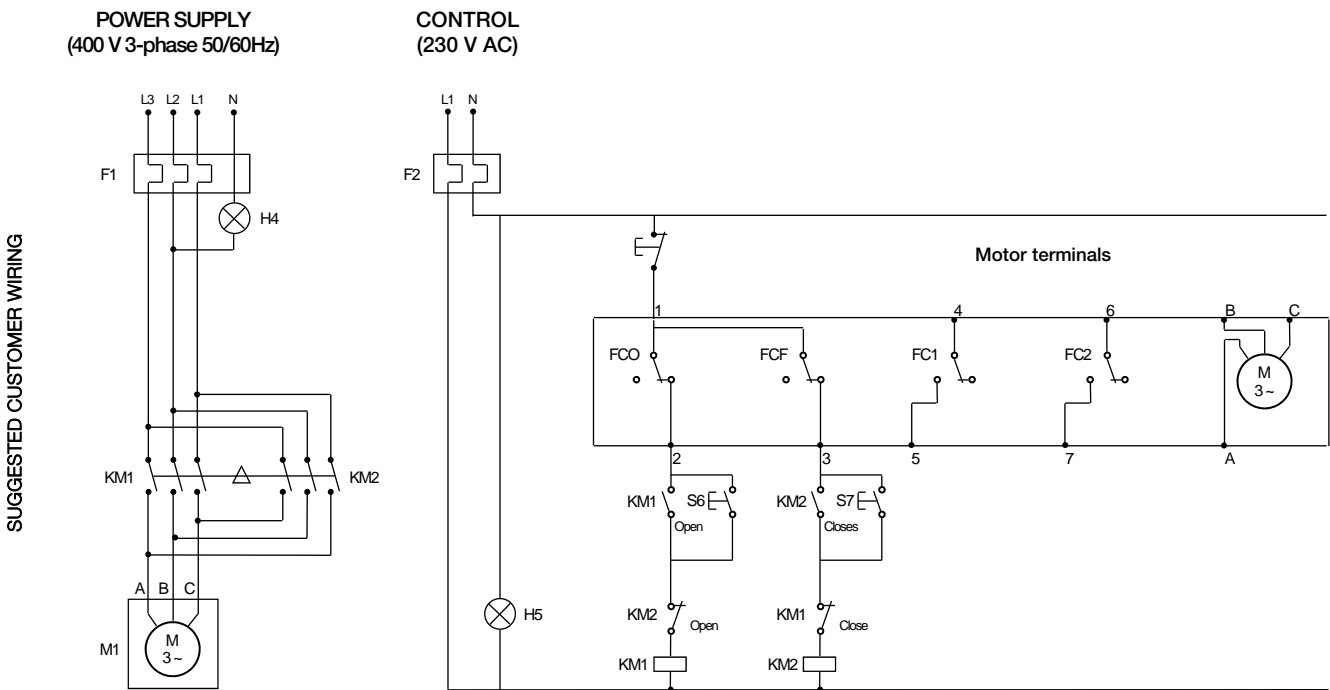 POWER SUPPLY
(400 V 3-phase 50/60Hz)
CONTROL
(230 V AC)
L3 L2 L1 N
L1 N
F1
F2
H4
Motor terminals
SUGGESTED CUSTOMER WIRING
1 4 6 B C
FCO FCF FC1 FC2
M
3~
2 3 5 7 A
KM1 KM2
KM1 S6 KM2 S7
Open Closes
A B C
H5
KM2 Open KM1 Close
M1
M
3~
KM1 KM2